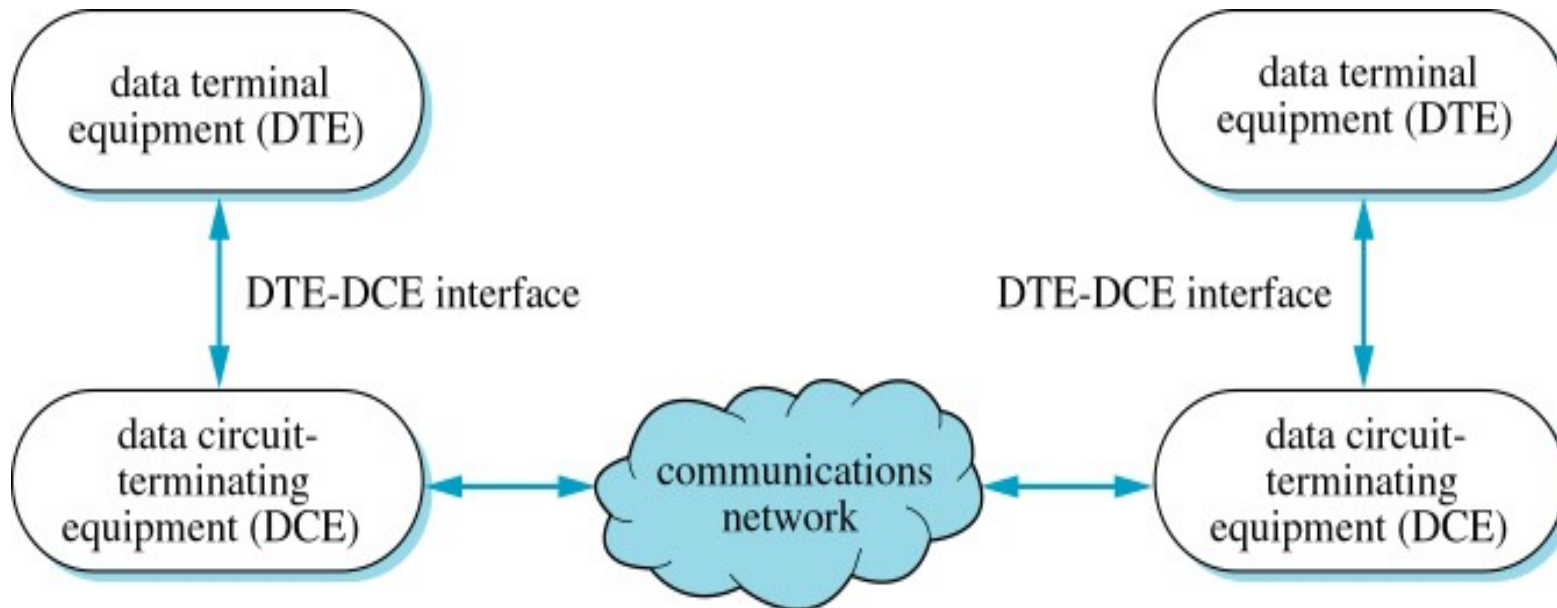 data terminal
equipment (DTE)
data terminal
equipment (DTE)
DTE-DCE interface
DTE-DCE interface
data circuit-
terminating
equipment (DCE)
communications
network
data circuit-
terminating
equipment (DCE)